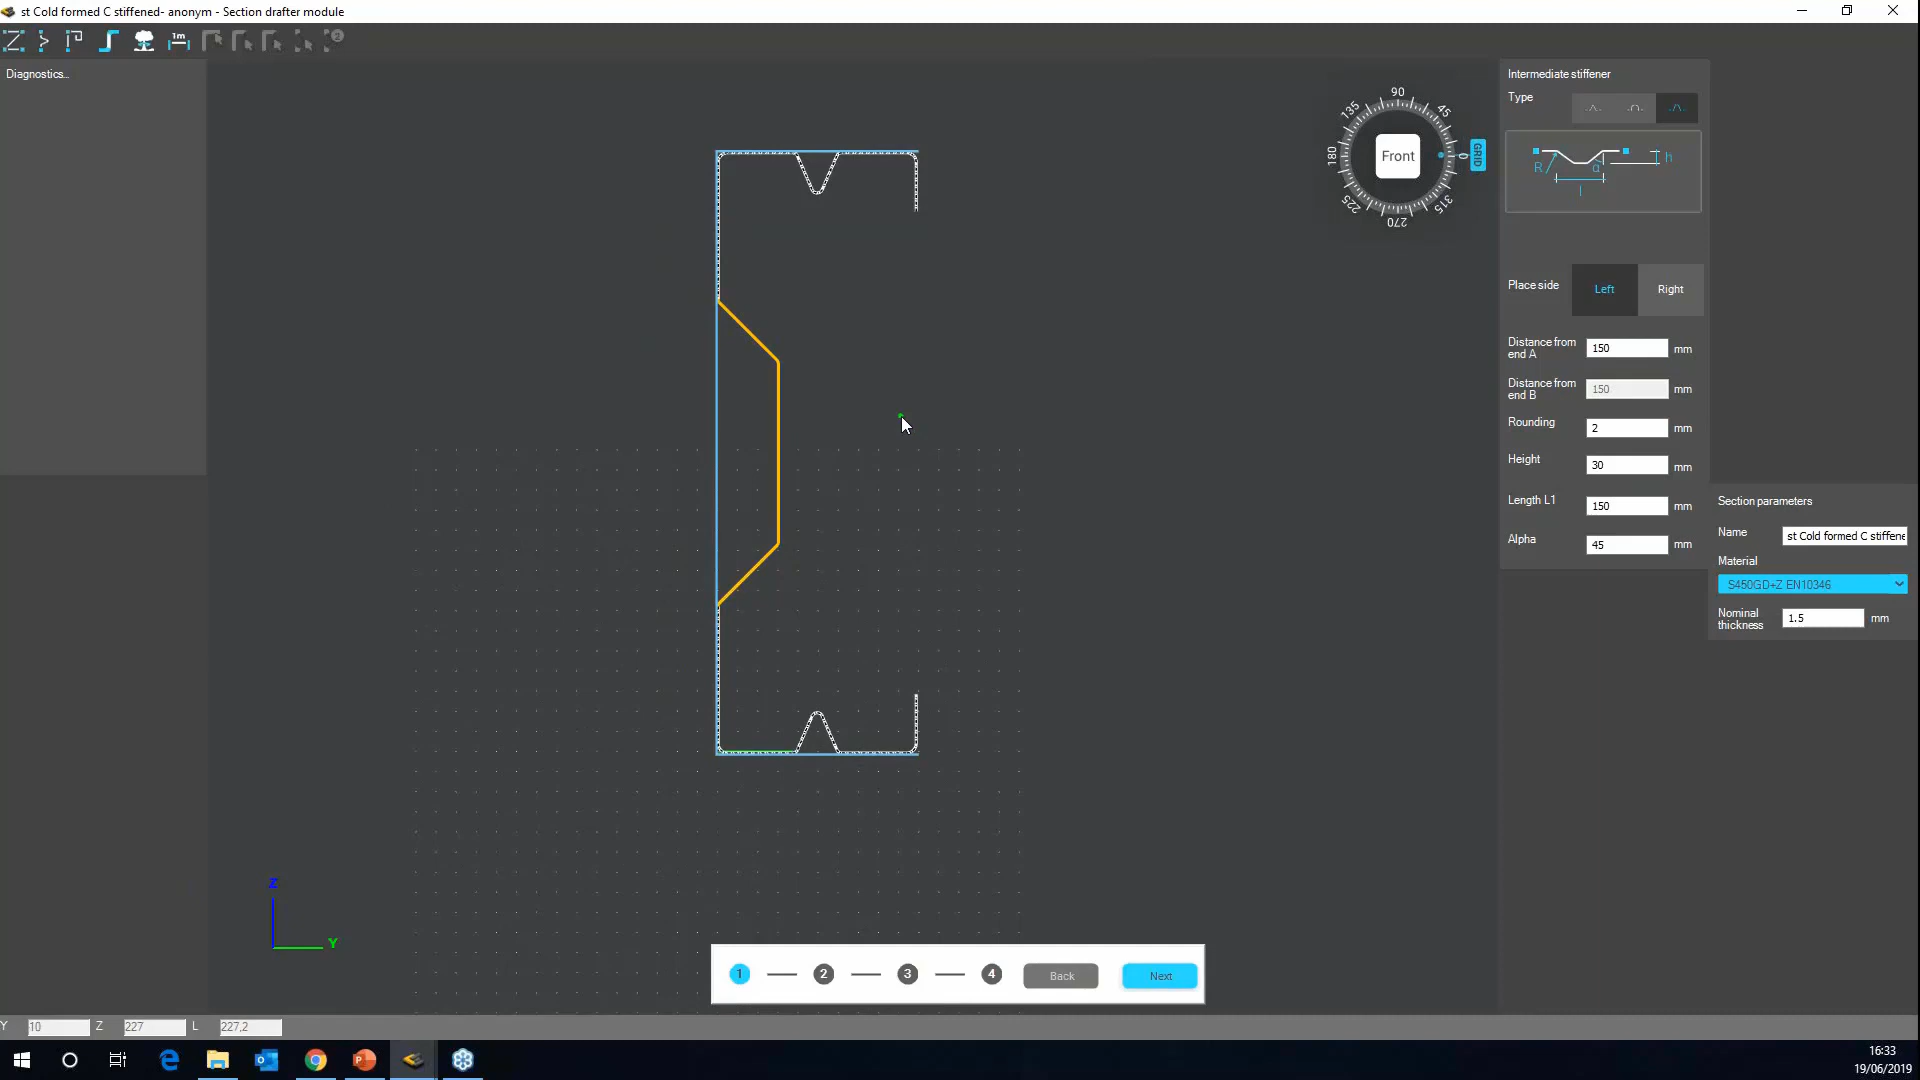 st Cold formed C stiffened- anonym - Section drafter module
1m
2
Diagnostics...
Intermediate stiffener
Type
R
α
h
l
90
45
0
315
270
225
180
135
Front
GRID
Place side
Left
Right
Distance from
end A
150
mm
Distance from
end B
150
mm
Rounding
2
mm
Height
30
mm
Length L1
150
mm
Alpha
45
mm
Section parameters
Name
st Cold formed C stiffene
Material
S450GD+Z EN10346
Nominal
thickness
1.5
mm
Z
Y
1
2
3
4
Back
Next
Y
10
Z
227
L
227,2
16:33
19/06/2019